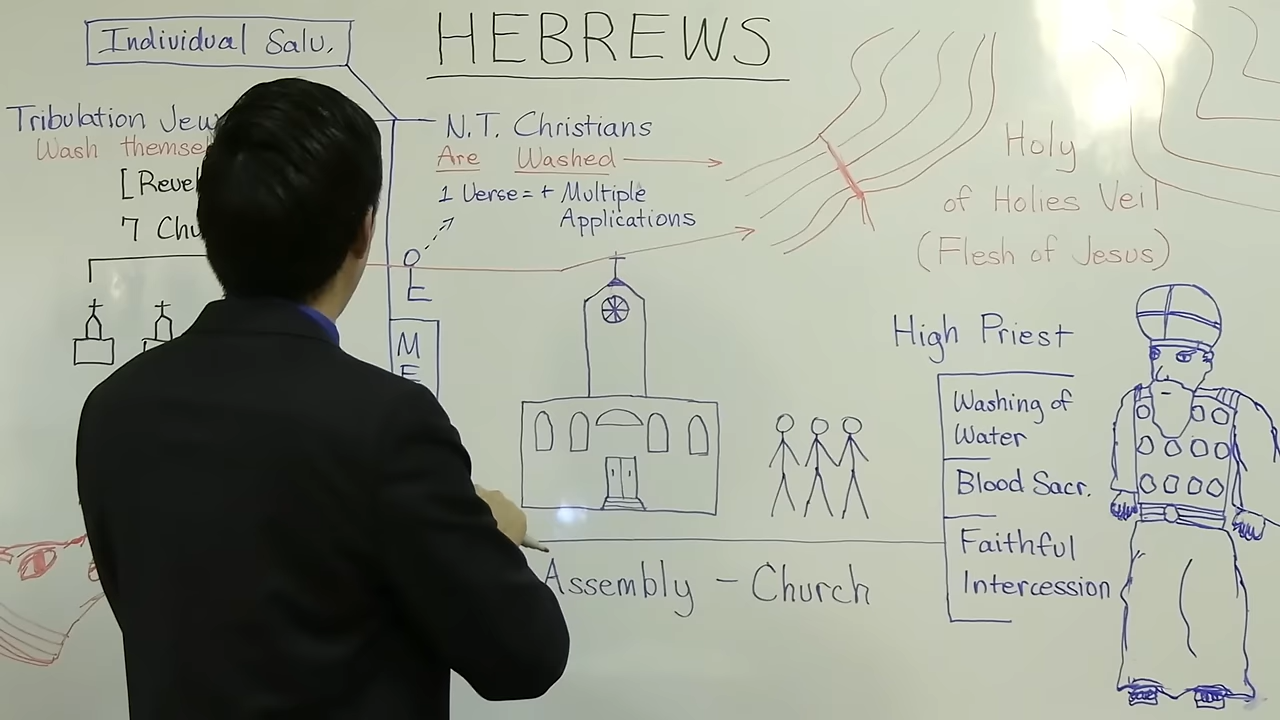 HEBREWS
Individual Salv.
Tribulation
Wash
N.T. Christians
Are Washed
1 Verse = + Multiple
Applications
7
O
E
M
E
Holy
of Holies Veil
(Flesh of Jesus)
High Priest
Washing of
Water
Blood Sacr.
Faithful
Intercession
Assembly - Church